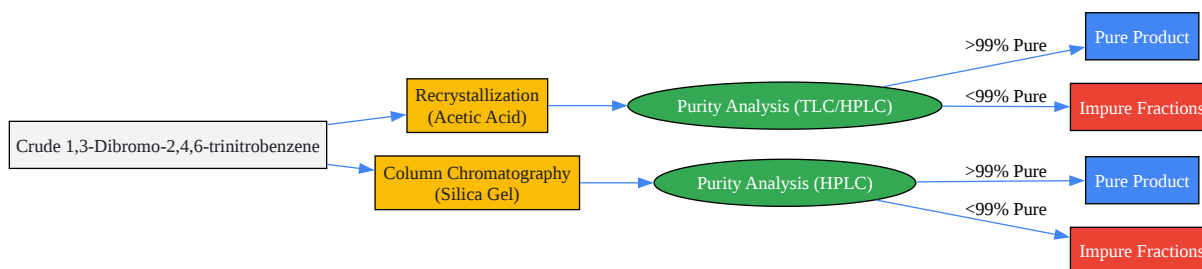 Crude 1,3-Dibromo-2,4,6-trinitrobenzene
Recrystallization
(Acetic Acid)
Purity Analysis (TLC/HPLC)
>99% Pure
Pure Product
<99% Pure
Impure Fractions
Column Chromatography
(Silica Gel)
Purity Analysis (HPLC)
>99% Pure
Pure Product
<99% Pure
Impure Fractions